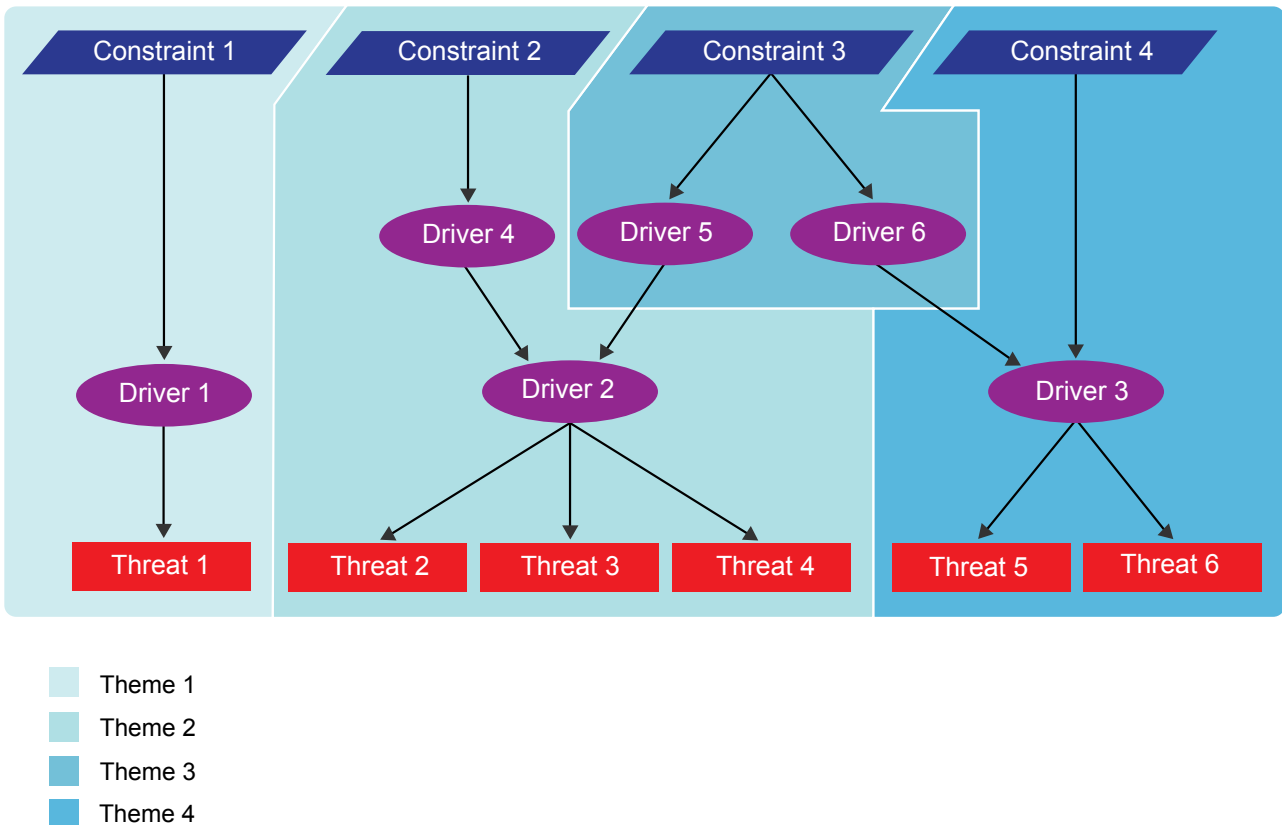 Constraint 1
Constraint 2
Constraint 3
Constraint 4
Driver 4
Driver 5
Driver 6
Driver 1
Driver 2
Driver 3
Threat 1
Threat 2
Threat 3
Threat 4
Threat 5
Threat 6
Theme 1
Theme 2
Theme 3
Theme 4